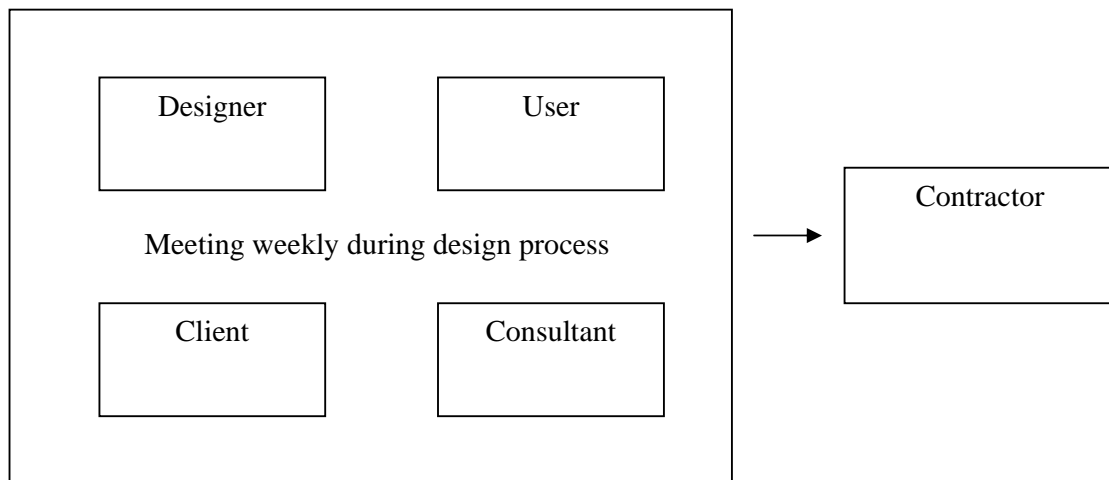 Designer
User
Contractor
Meeting weekly during design process
Client
Consultant